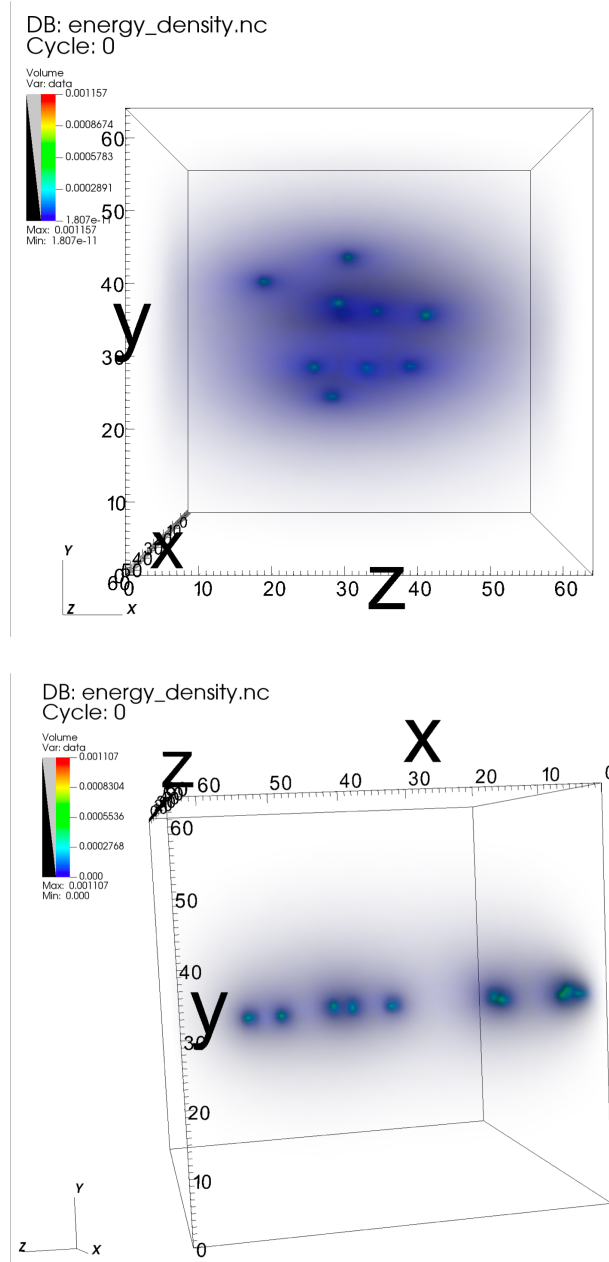 DB: energy_density.nc
Cycle: 0
Volume
Var: data
0.001157
0.0008674
0.0005783
0.0002891
1.807e-11
Max: 0.001157
Min: 1.807e-11
60
50
40
30
20
10
y
x
0 10 20 30 40 50 60
Z
Y
Z X
DB: energy_density.nc
Cycle: 0
Volume
Var: data
0.001107
0.0008304
0.0005536
0.0002768
0.000
Max: 0.001107
Min: 0.000
X
Z
60 50 40 30 20 10 0
60
50
40
30
20
10
0
y
Y
Z X